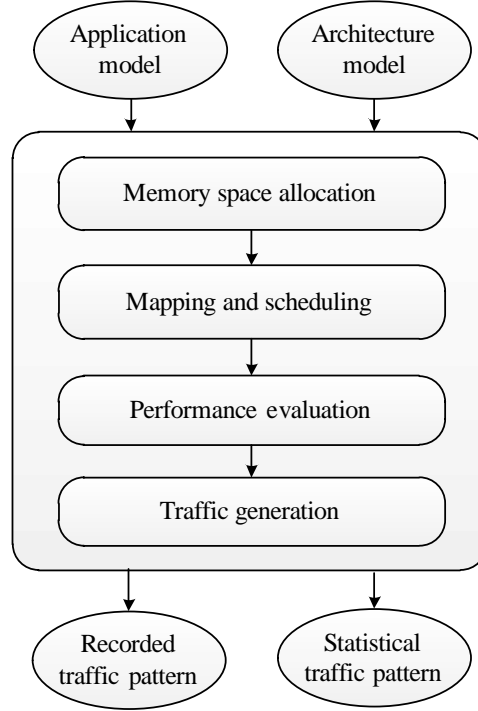 Application
model
Architecture
model
Memory space allocation
Mapping and scheduling
Performance evaluation
Traffic generation
Recorded
traffic pattern
Statistical
traffic pattern